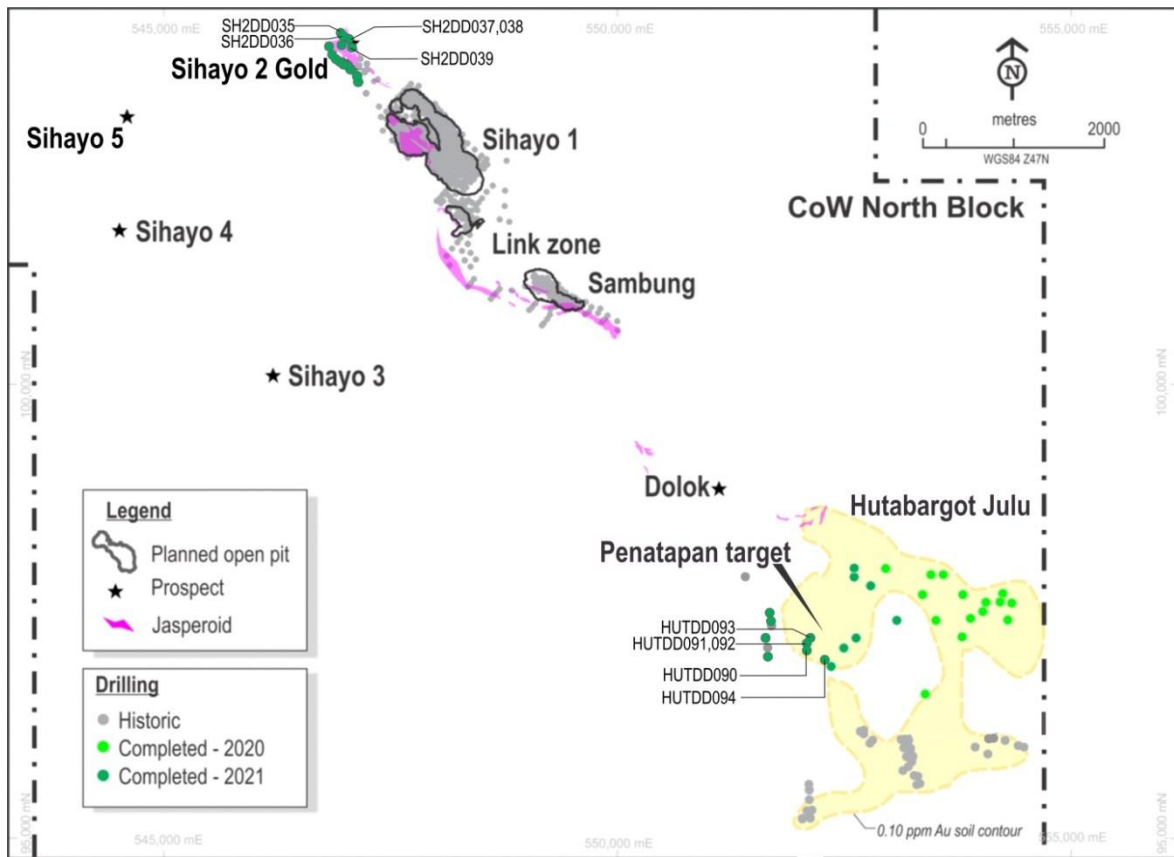 545,000 mE
550,000 mE
555,000 mE
SH2DD035
SH2DD037,038
SH2DD036
SH2DD039
Sihayo 2 Gold
N
metres
0 2000
WGS84 Z47N
Sihayo 5
Sihayo 1
CoW North Block
Sihayo 4
Link zone
Sambung
Sihayo 3
100,000 mN
100,000 mN
Dolok
Hutabargot Julu
Penatapan target
Legend
Planned open pit
Prospect
Jasperoid
HUTDD093
HUTDD091,092
HUTDD090
HUTDD094
Drilling
Historic
Completed - 2020
Completed - 2021
0.10 ppm Au soil contour
95,000 mN
95,000 mN
545,000 mE
550,000 mE
555,000 mE